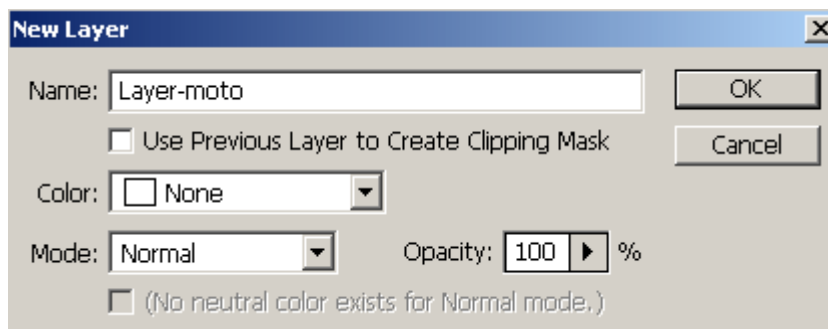 New Layer
Name: Layer-moto OK
Use Previous Layer to Create Clipping Mask Cancel
Color: None
Mode: Normal Opacity: 100 %
(No neutral color exists for Normal mode.)